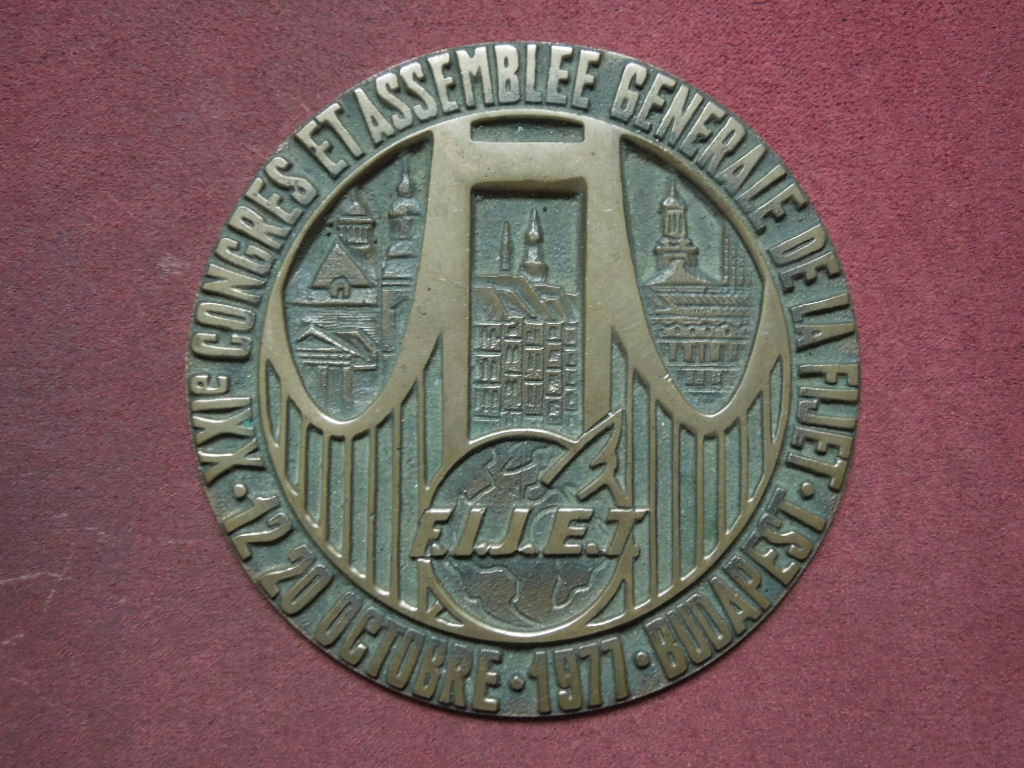 XXIe CONGRES ET ASSEMBLEE GENERALE DE LA FIJET · 12 20 OCTOBRE · 1977 · BUDAPEST ·
F.I.J.E.T.